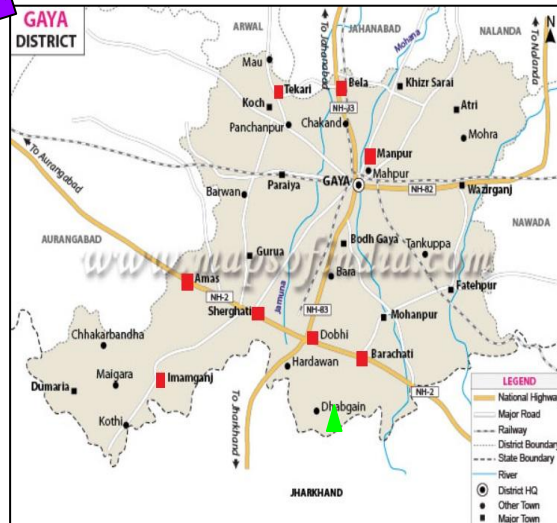 GAYA
DISTRICT
ARWAL
To Jahanabad
JAHANABAD
Mohana
NALANDA
To Nalanda
N
Mau
Tekari
Bela
Khizr Sarai
Koch
NH-83
Atri
Panchanpur
Chakand
Mohra
To Aurangabad
Manpur
Mahpur
Paraiya
GAYA
NH-82
Wazirganj
Barwan
NAWADA
AURANGABAD
Bodh Gaya
Tankuppa
Gurua
www.mapsofindia.com
Bara
Amas
Jamuna
Fatehpur
NH-2
NH-83
Sherghati
Mohanpur
Dobhi
Chhakarbandha
Barachati
Hardawan
Maigara
Imamganj
Dumaria
NH-2
To Jharkhand
Dhabgain
Kothi
JHARKHAND
LEGEND
National Highwa
Major Road
Railway
District Boundary
State Boundary
River
District HQ
Other Town
Major Town